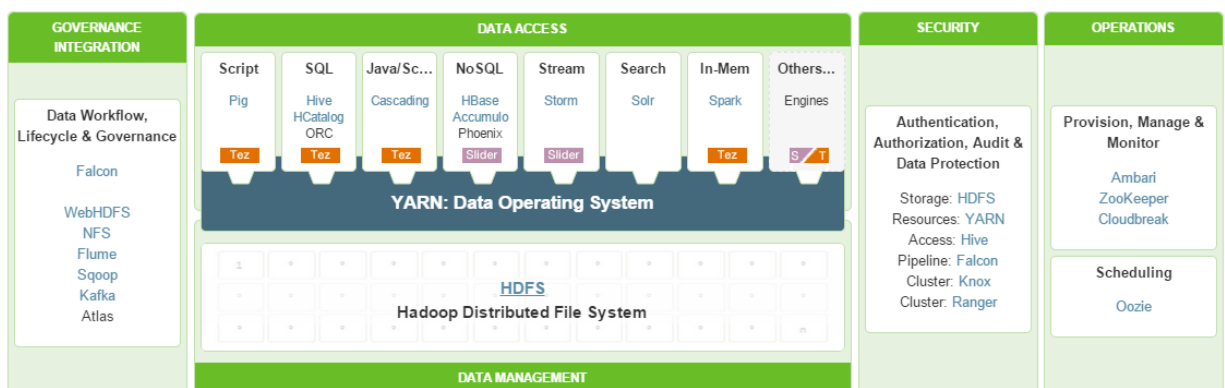 GOVERNANCE
INTEGRATION
Data Workflow,
Lifecycle & Governance
Falcon
WebHDFS
NFS
Flume
Sqoop
Kafka
Atlas
DATA ACCESS
Script
Pig
Tez
SQL
Hive
HCatalog
ORC
Tez
Java/Sc...
Cascading
Tez
NoSQL
HBase
Accumulo
Phoenix
Slider
Stream
Storm
Slider
Search
Solr
In-Mem
Spark
Tez
Others...
Engines
S / T
YARN: Data Operating System
1
HDFS
Hadoop Distributed File System
n
DATA MANAGEMENT
SECURITY
Authentication,
Authorization, Audit &
Data Protection
Storage: HDFS
Resources: YARN
Access: Hive
Pipeline: Falcon
Cluster: Knox
Cluster: Ranger
OPERATIONS
Provision, Manage &
Monitor
Ambari
ZooKeeper
Cloudbreak
Scheduling
Oozie